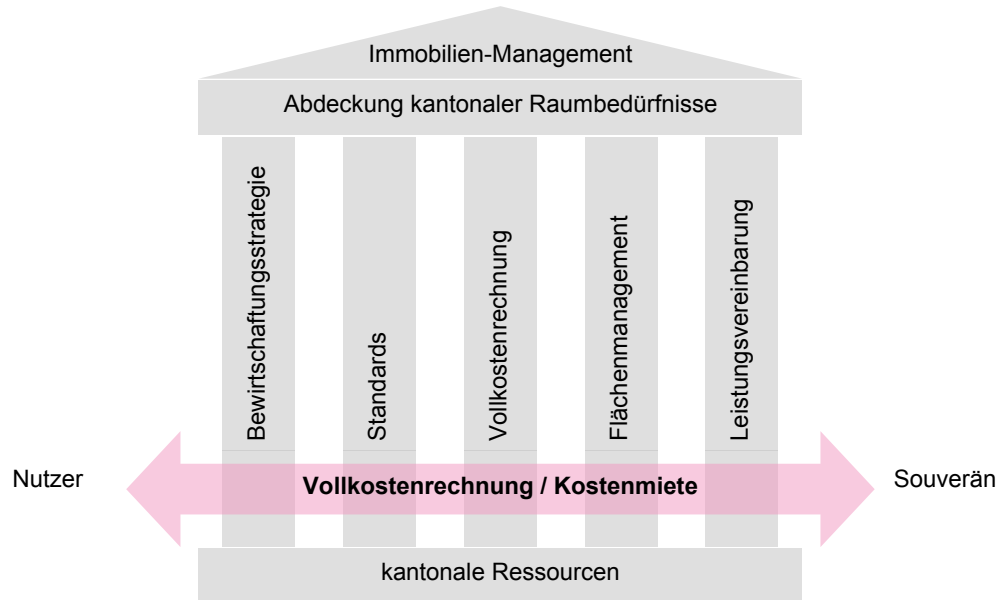 Immobilien-Management
Abdeckung kantonaler Raumbedürfnisse
Bewirtschaftungsstrategie
Standards
Vollkostenrechnung
Flächenmanagement
Leistungsvereinbarung
Nutzer
Vollkostenrechnung / Kostenmiete
Souverän
kantonale Ressourcen